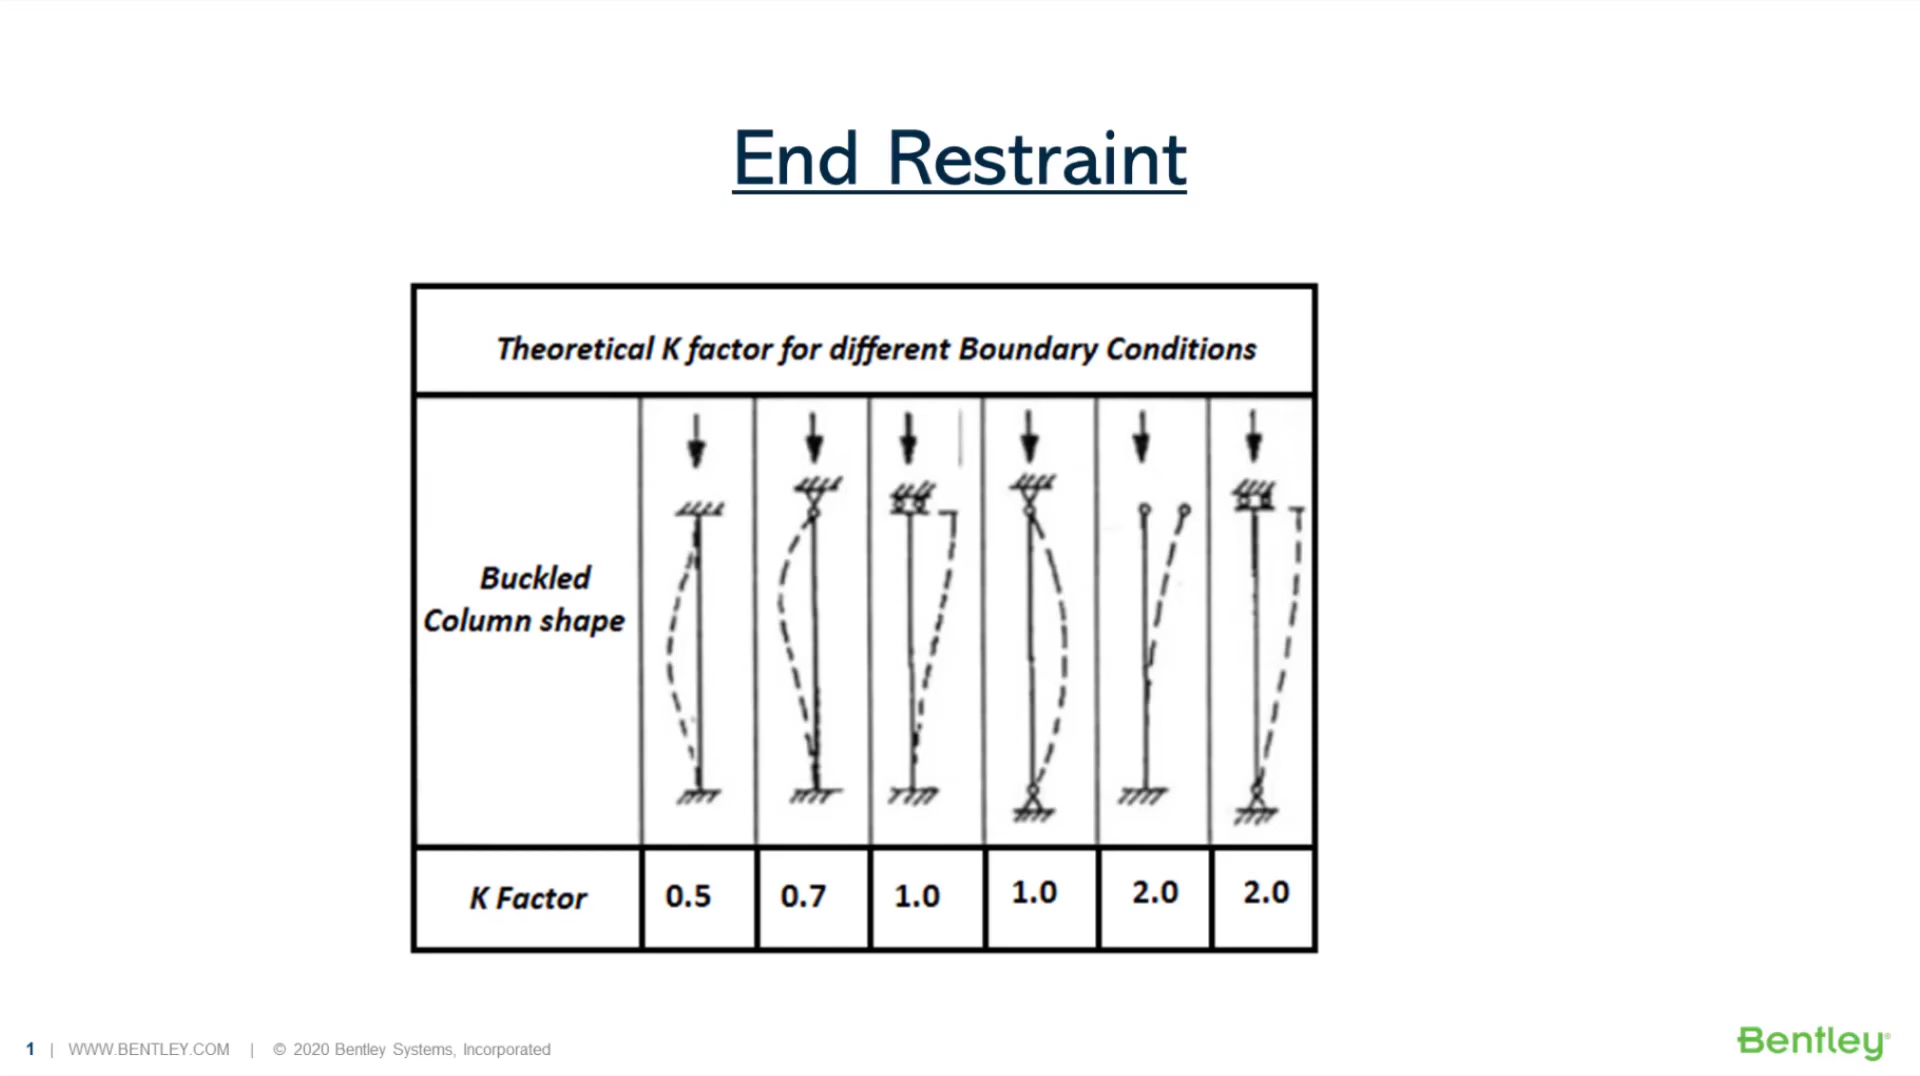 End Restraint
Theoretical K factor for different Boundary Conditions
Buckled
Column shape
K Factor 0.5 0.7 1.0 1.0 2.0 2.0
1 | WWW.BENTLEY.COM | © 2020 Bentley Systems, Incorporated
Bentley®